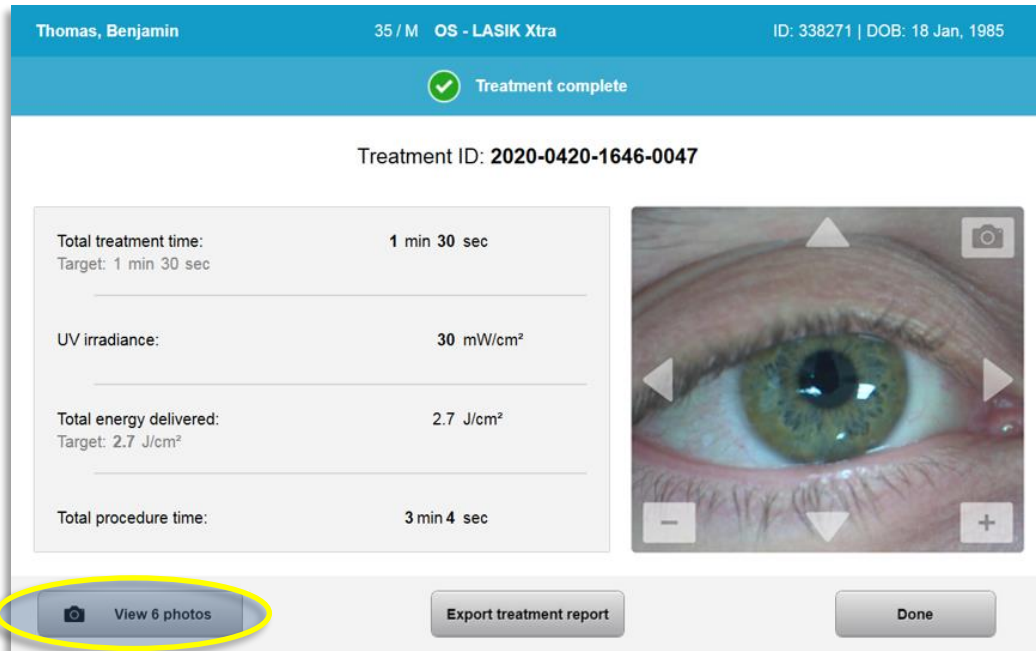 Thomas, Benjamin 35 / M OS - LASIK Xtra ID: 338271 | DOB: 18 Jan, 1985
Treatment complete
Treatment ID: 2020-0420-1646-0047
Total treatment time: 1 min 30 sec
Target: 1 min 30 sec
UV irradiance: 30 mW/cm²
Total energy delivered: 2.7 J/cm²
Target: 2.7 J/cm²
Total procedure time: 3 min 4 sec
View 6 photos Export treatment report Done